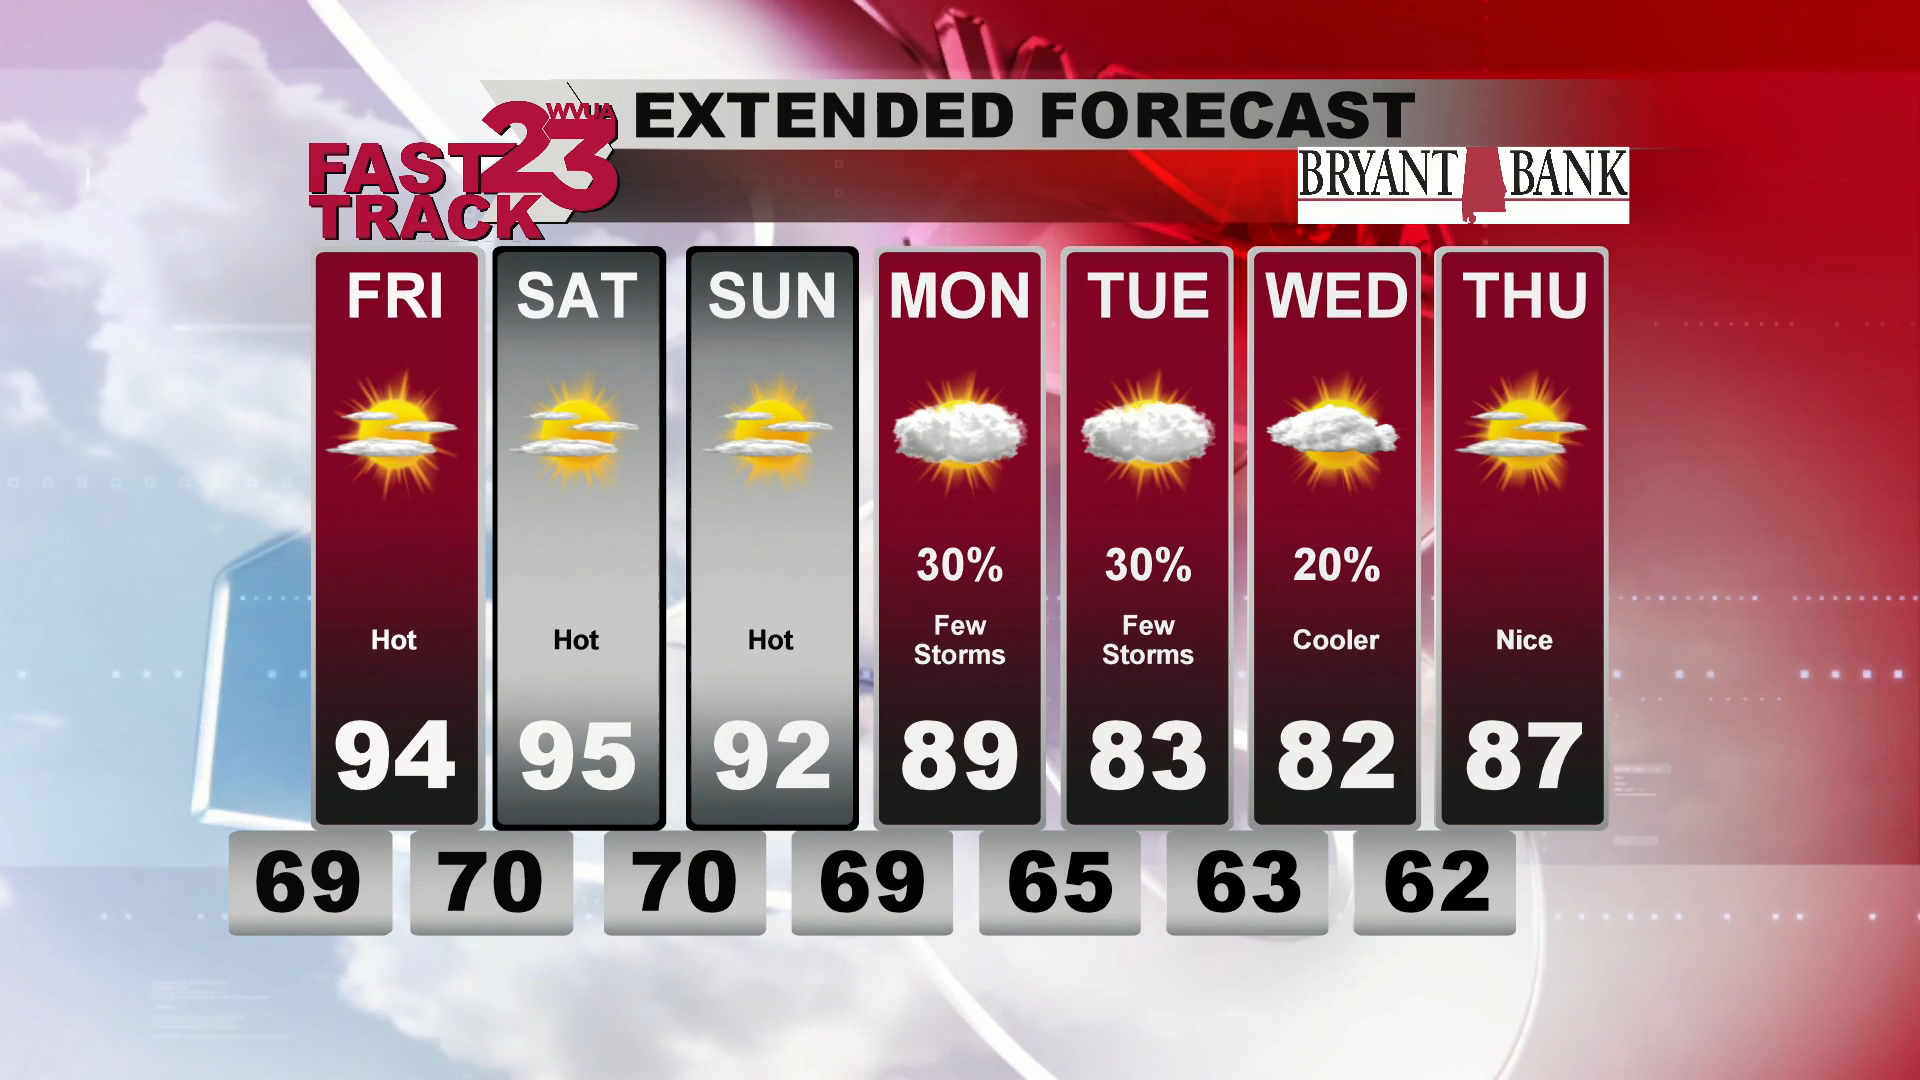 WVUA
23
FAST
TRACK
EXTENDED FORECAST
BRYANT BANK
FRI SAT SUN MON TUE WED THU
30% 30% 20%
Hot Hot Hot Few Storms Few Storms Cooler Nice
94 95 92 89 83 82 87
69 70 70 69 65 63 62